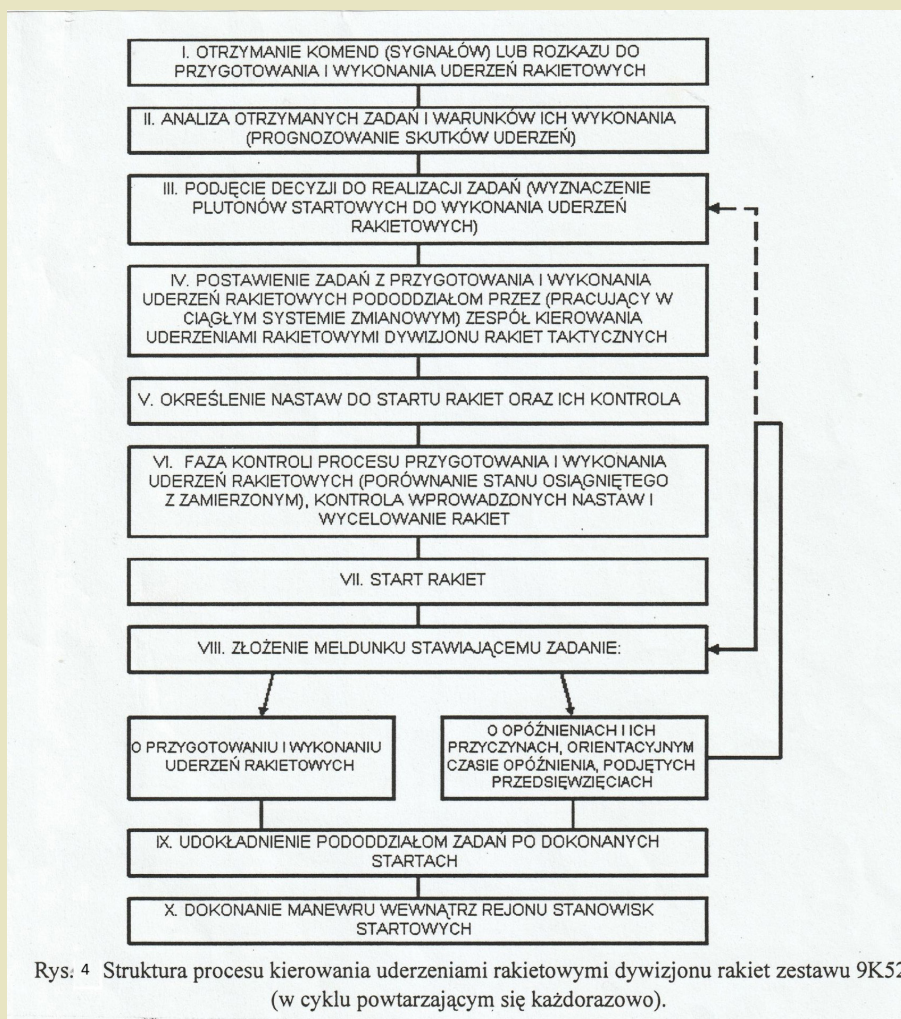 I. OTRZYMANIE KOMEND (SYGNAŁÓW) LUB ROZKAZU DO
PRZYGOTOWANIA I WYKONANIA UDERZEŃ RAKIETOWYCH
II. ANALIZA OTRZYMANYCH ZADAŃ I WARUNKÓW ICH WYKONANIA
(PROGNOZOWANIE SKUTKÓW UDERZEŃ)
III. PODJĘCIE DECYZJI DO REALIZACJI ZADAŃ (WYZNACZENIE
PLUTONÓW STARTOWYCH DO WYKONANIA UDERZEŃ
RAKIETOWYCH)
IV. POSTAWIENIE ZADAŃ Z PRZYGOTOWANIA I WYKONANIA
UDERZEŃ RAKIETOWYCH PODODDZIAŁOM PRZEZ (PRACUJĄCY W
CIĄGŁYM SYSTEMIE ZMIANOWYM) ZESPÓŁ KIEROWANIA
UDERZENIAMI RAKIETOWYMI DYWIZJONU RAKIET TAKTYCZNYCH
V. OKREŚLENIE NASTAW DO STARTU RAKIET ORAZ ICH KONTROLA
VI. FAZA KONTROLI PROCESU PRZYGOTOWANIA I WYKONANIA
UDERZEŃ RAKIETOWYCH (PORÓWNANIE STANU OSIĄGNIĘTEGO
Z ZAMIERZONYM), KONTROLA WPROWADZONYCH NASTAW I
WYCELOWANIE RAKIET
VII. START RAKIET
VIII. ZŁOŻENIE MELDUNKU STAWIAJĄCEMU ZADANIE:
O PRZYGOTOWANIU I WYKONANIU
UDERZEŃ RAKIETOWYCH
O OPÓŹNIENIACH I ICH
PRZYCZYNACH, ORIENTACYJNYM
CZASIE OPÓŹNIENIA, PODJĘTYCH
PRZEDSIĘWZIĘCIACH
IX. UDOKŁADNIENIE PODODDZIAŁOM ZADAŃ PO DOKONANYCH
STARTACH
X. DOKONANIE MANEWRU WEWNĄTRZ REJONU STANOWISK
STARTOWYCH
Rys. 4 Struktura procesu kierowania uderzeniami rakietowymi dywizjonu rakiet zestawu 9K52
(w cyklu powtarzającym się każdorazowo).